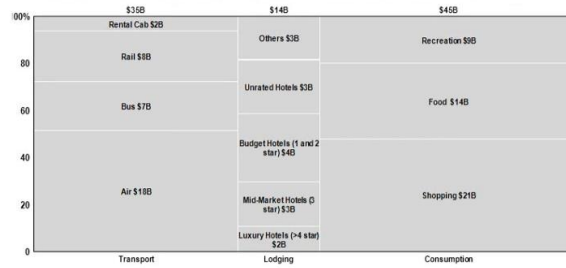 $35B $14B $45B
100%
80
60
40
20
0
Rental Cab $2B
Rail $8B
Bus $7B
Air $18B
Others $3B
Unrated Hotels $3B
Budget Hotels (1 and 2
star) $4B
Mid-Market Hotels (3
star) $3B
Luxury Hotels (>4 star)
$2B
Recreation $9B
Food $14B
Shopping $21B
Transport Lodging Consumption